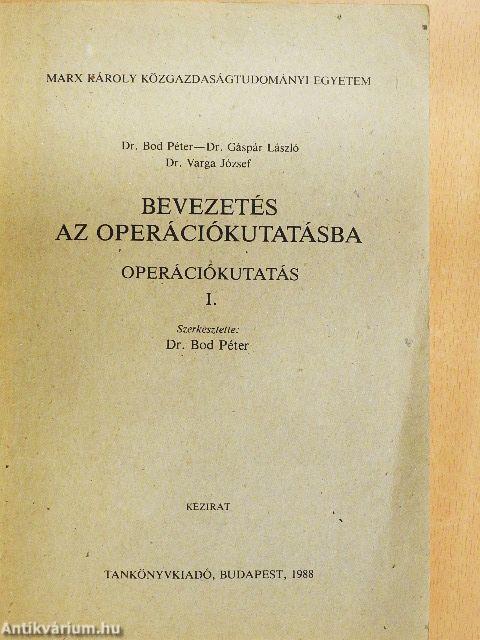 MARX KÁROLY KÖZGAZDASÁGTUDOMÁNYI EGYETEM
Dr. Bod Péter—Dr. Gáspár László
Dr. Varga József
BEVEZETÉS
AZ OPERÁCIÓKUTATÁSBA
OPERÁCIÓKUTATÁS
I.
Szerkesztette:
Dr. Bod Péter
KÉZIRAT
TANKÖNYVKIADÓ, BUDAPEST, 1988
Antikvárium.hu